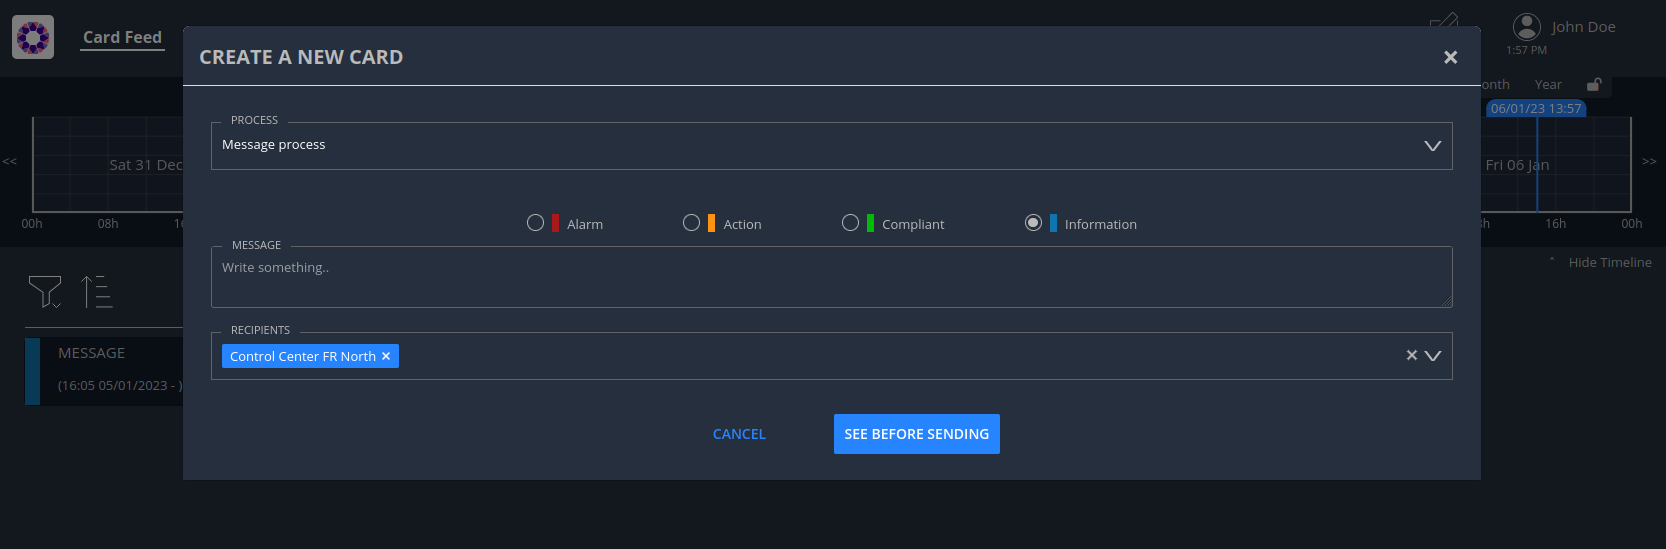 Card Feed
CREATE A NEW CARD
John Doe
1:57 PM
Year
06/01/23 13:57
PROCESS
Message process
<<
Sat 31 Dec
Fri 06 Jan
>>
00h
08h
16h
00h
Alarm
Action
Compliant
Information
MESSAGE
Write something..
Hide Timeline
RECIPIENTS
Control Center FR North
MESSAGE
(16:05 05/01/2023 - )
CANCEL
SEE BEFORE SENDING